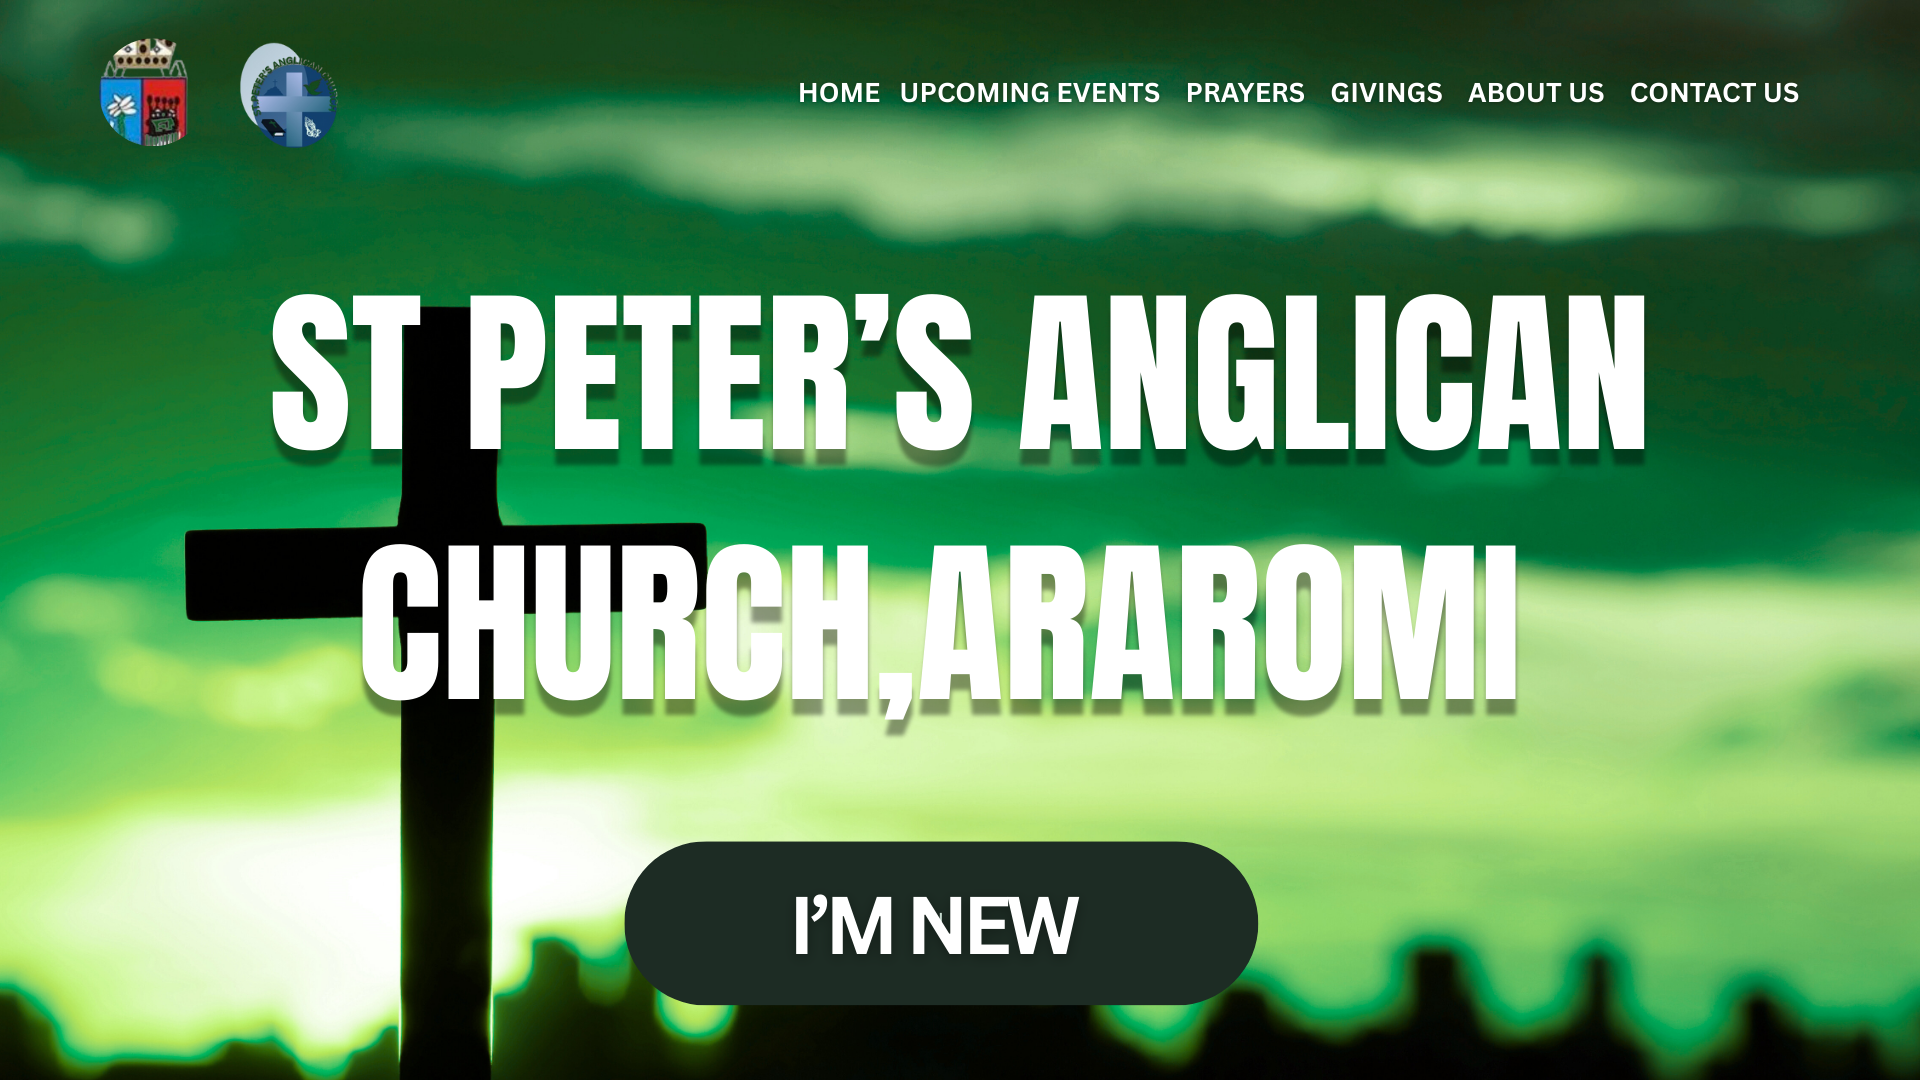 HOME UPCOMING EVENTS PRAYERS GIVINGS ABOUT US CONTACT US
ST PETER’S ANGLICAN
CHURCH,ARAROMI
I’M NEW